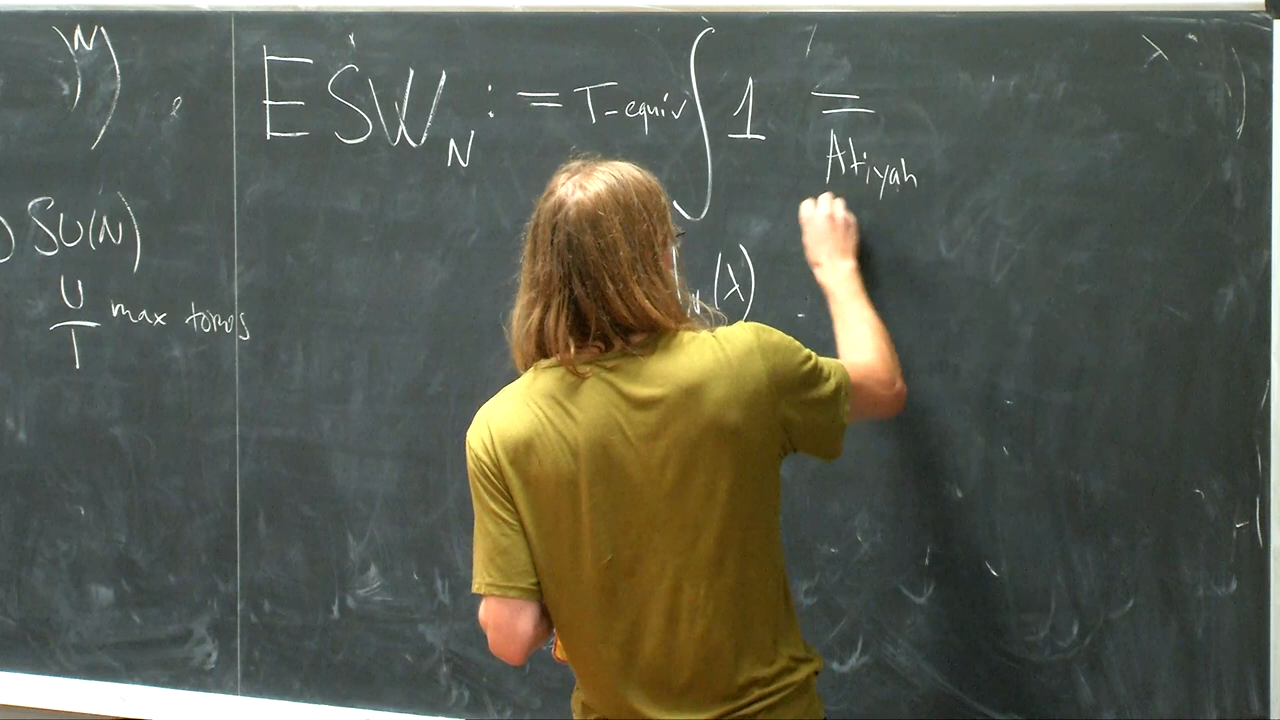 N))
SU(N)
U
T
max torus
ESW_N := T-equiv ∫ 1 =
Atiyah
(λ)